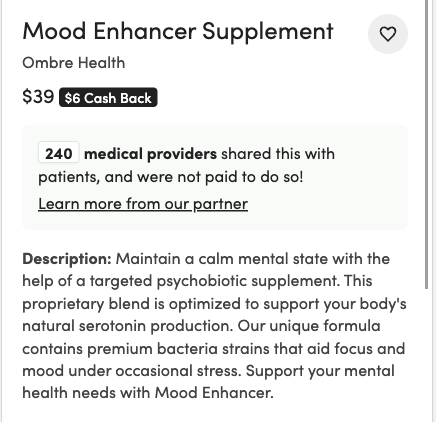 Mood Enhancer Supplement
Ombre Health
$39 $6 Cash Back
240 medical providers shared this with
patients, and were not paid to do so!
Learn more from our partner
Description: Maintain a calm mental state with the
help of a targeted psychobiotic supplement. This
proprietary blend is optimized to support your body's
natural serotonin production. Our unique formula
contains premium bacteria strains that aid focus and
mood under occasional stress. Support your mental
health needs with Mood Enhancer.